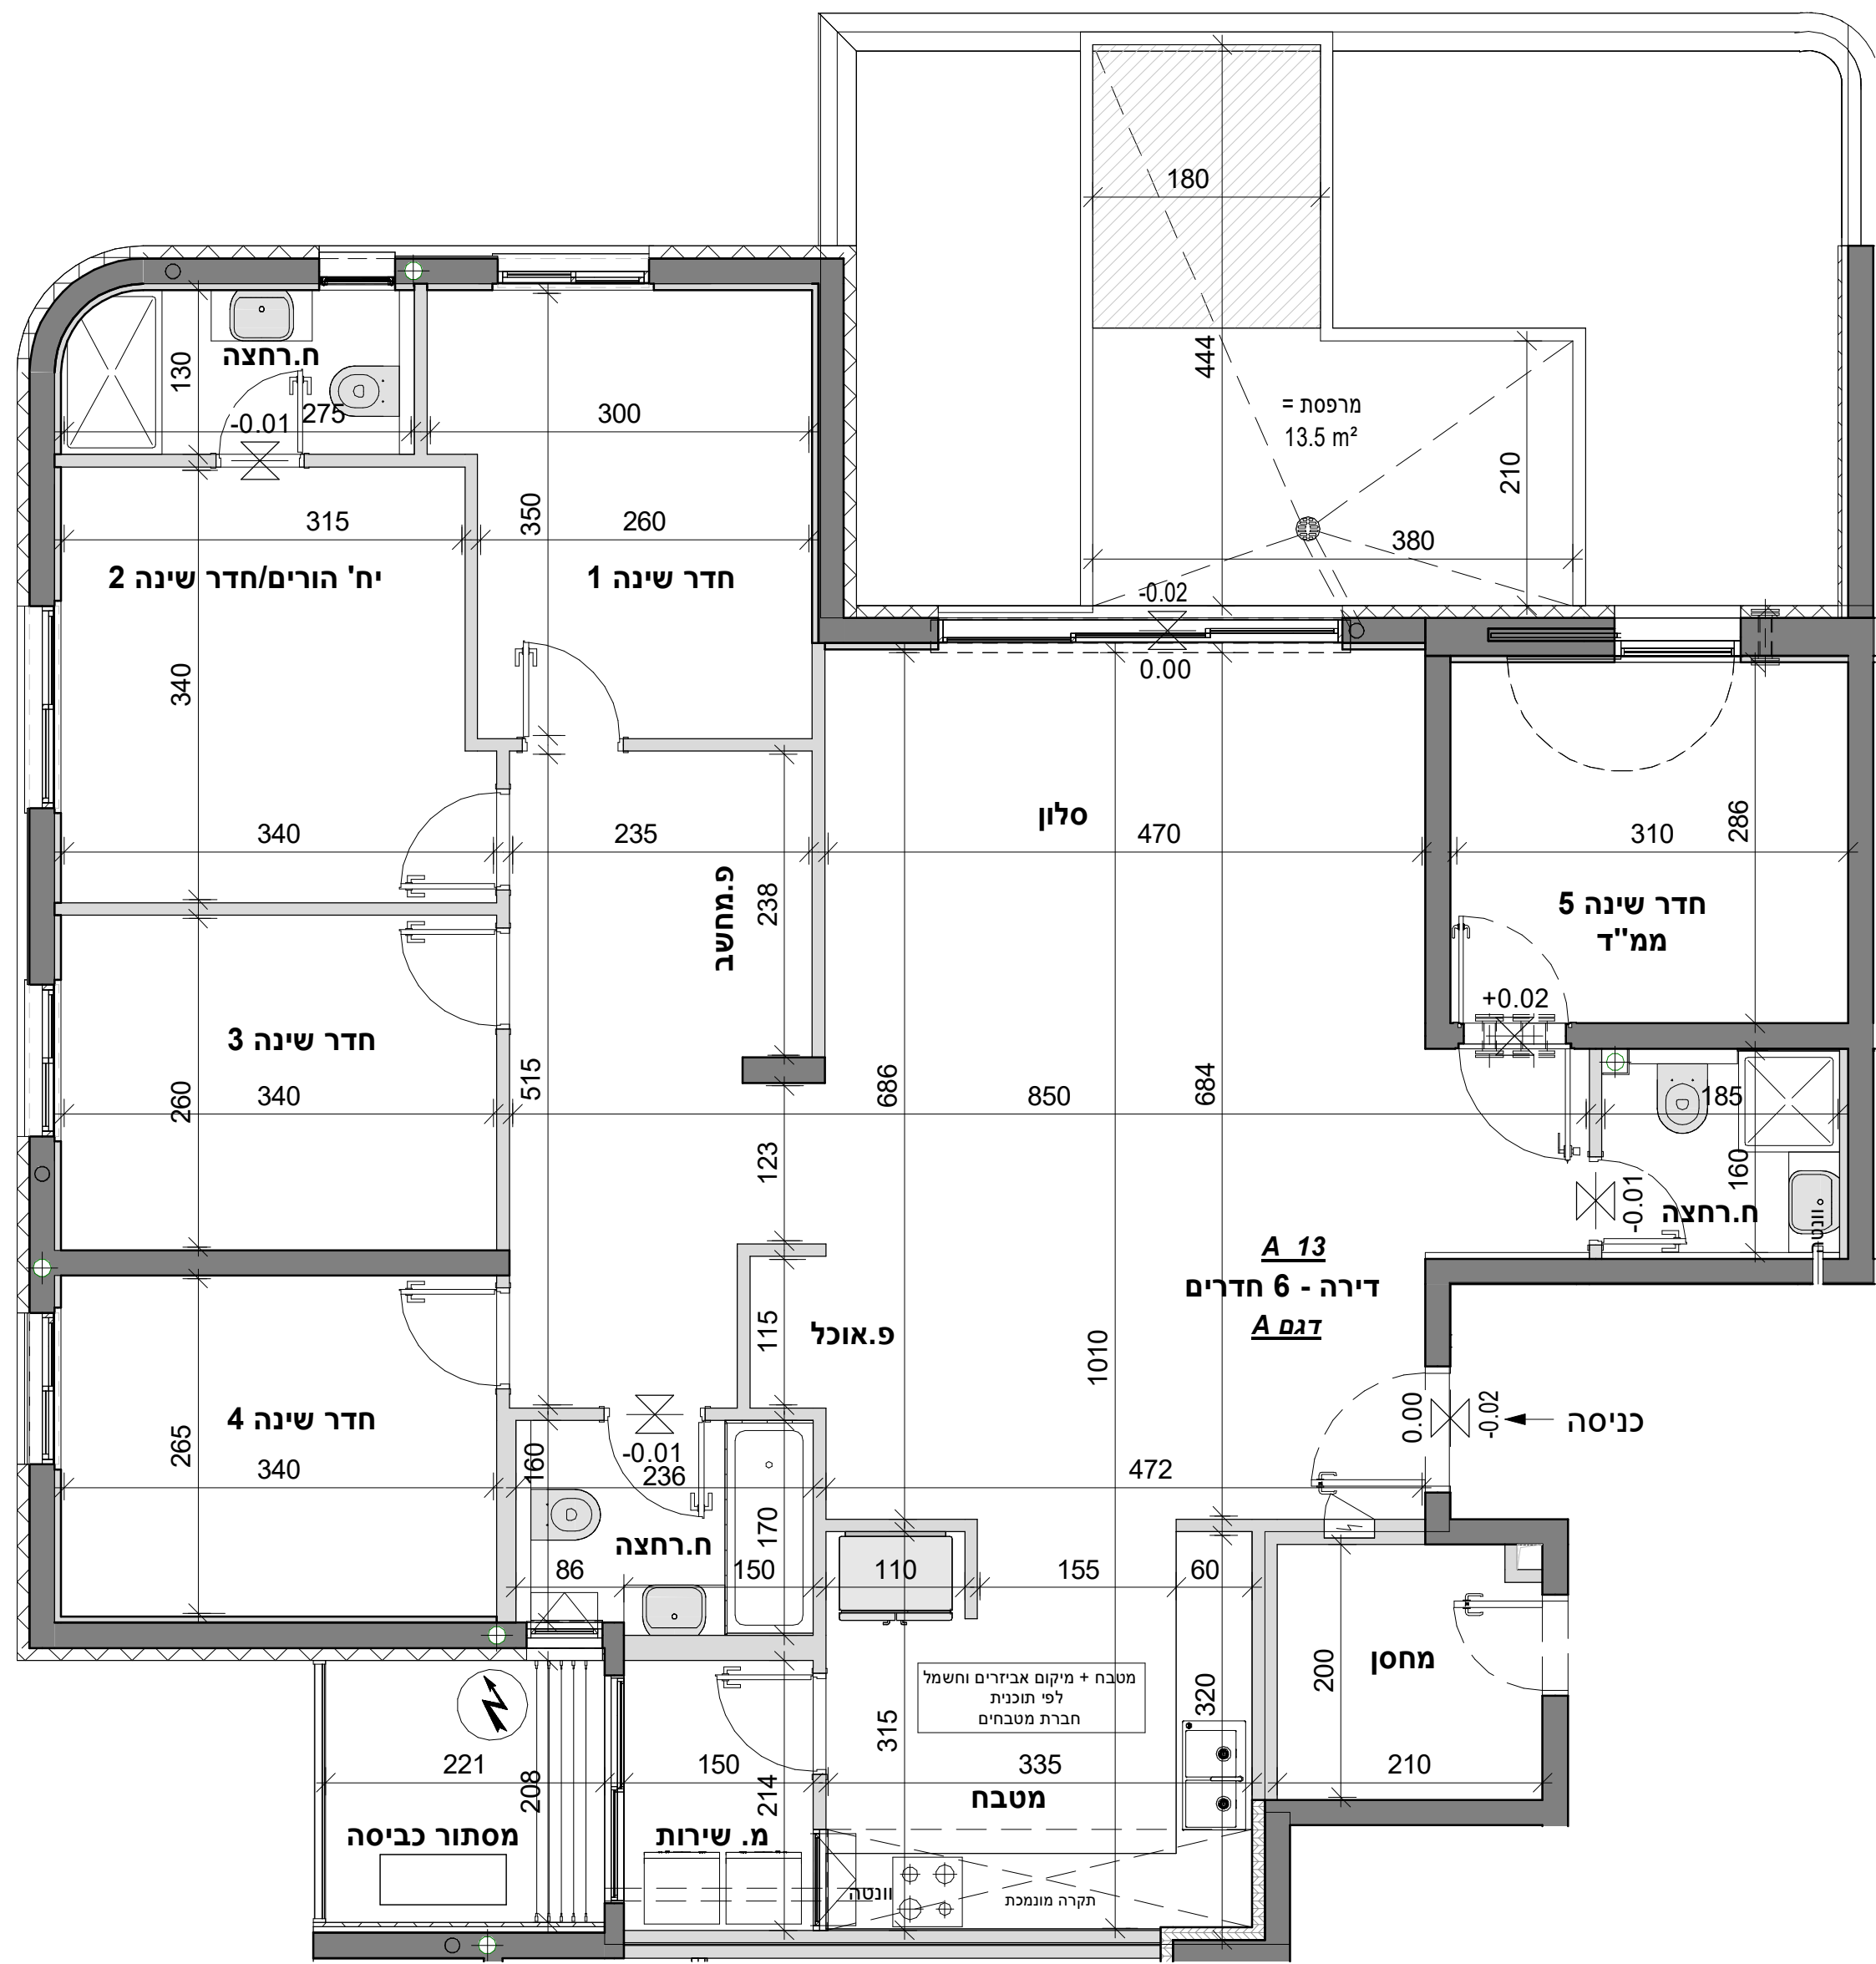 180
444
מרפסת =
13.5 m²
210
380
-0.02
0.00
ח.רחצה
130
275
-0.01
300
315
350
260
יח' הורים/חדר שינה 2
חדר שינה 1
340
340
235
סלון
470
310
286
פ.מחשב
238
חדר שינה 5
ממ"ד
+0.02
חדר שינה 3
260
340
515
686
850
684
185
123
160
-0.01
ח.רחצה
וונטה
A 13
דירה - 6 חדרים
דגם A
115
פ.אוכל
1010
חדר שינה 4
265
340
160
-0.01
236
472
0.00
-0.02
כניסה
170
ח.רחצה
86
150
110
155
60
מחסן
200
מטבח + מיקום אביזרים וחשמל
לפי תוכנית
חברת מטבחים
320
315
221
208
150
214
335
210
מטבח
מסתור כביסה
מ. שירות
וונטה
תקרה מונמכת